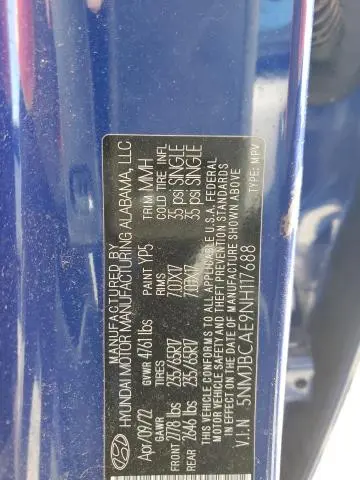 MANUFACTURED BY
HYUNDAI MOTOR MANUFACTURING ALABAMA, LLC
Apr/09/22 GVWR 4761 lbs PAINT YP5 TRIM MMH
TIRES RIMS COLD TIRE INFL
FRONT 2778 lbs 235/65R17 7.0JX17 35 psi SINGLE
REAR 2646 lbs 235/65R17 7.0JX17 35 psi SINGLE
THIS VEHICLE CONFORMS TO ALL APPLICABLE U.S.A. FEDERAL
MOTOR VEHICLE SAFETY AND THEFT PREVENTION
STANDARDS IN EFFECT ON THE DATE OF MANUFACTURE SHOWN ABOVE
V.I.N 5NMJBCAE9NH117688 TYPE: MPV